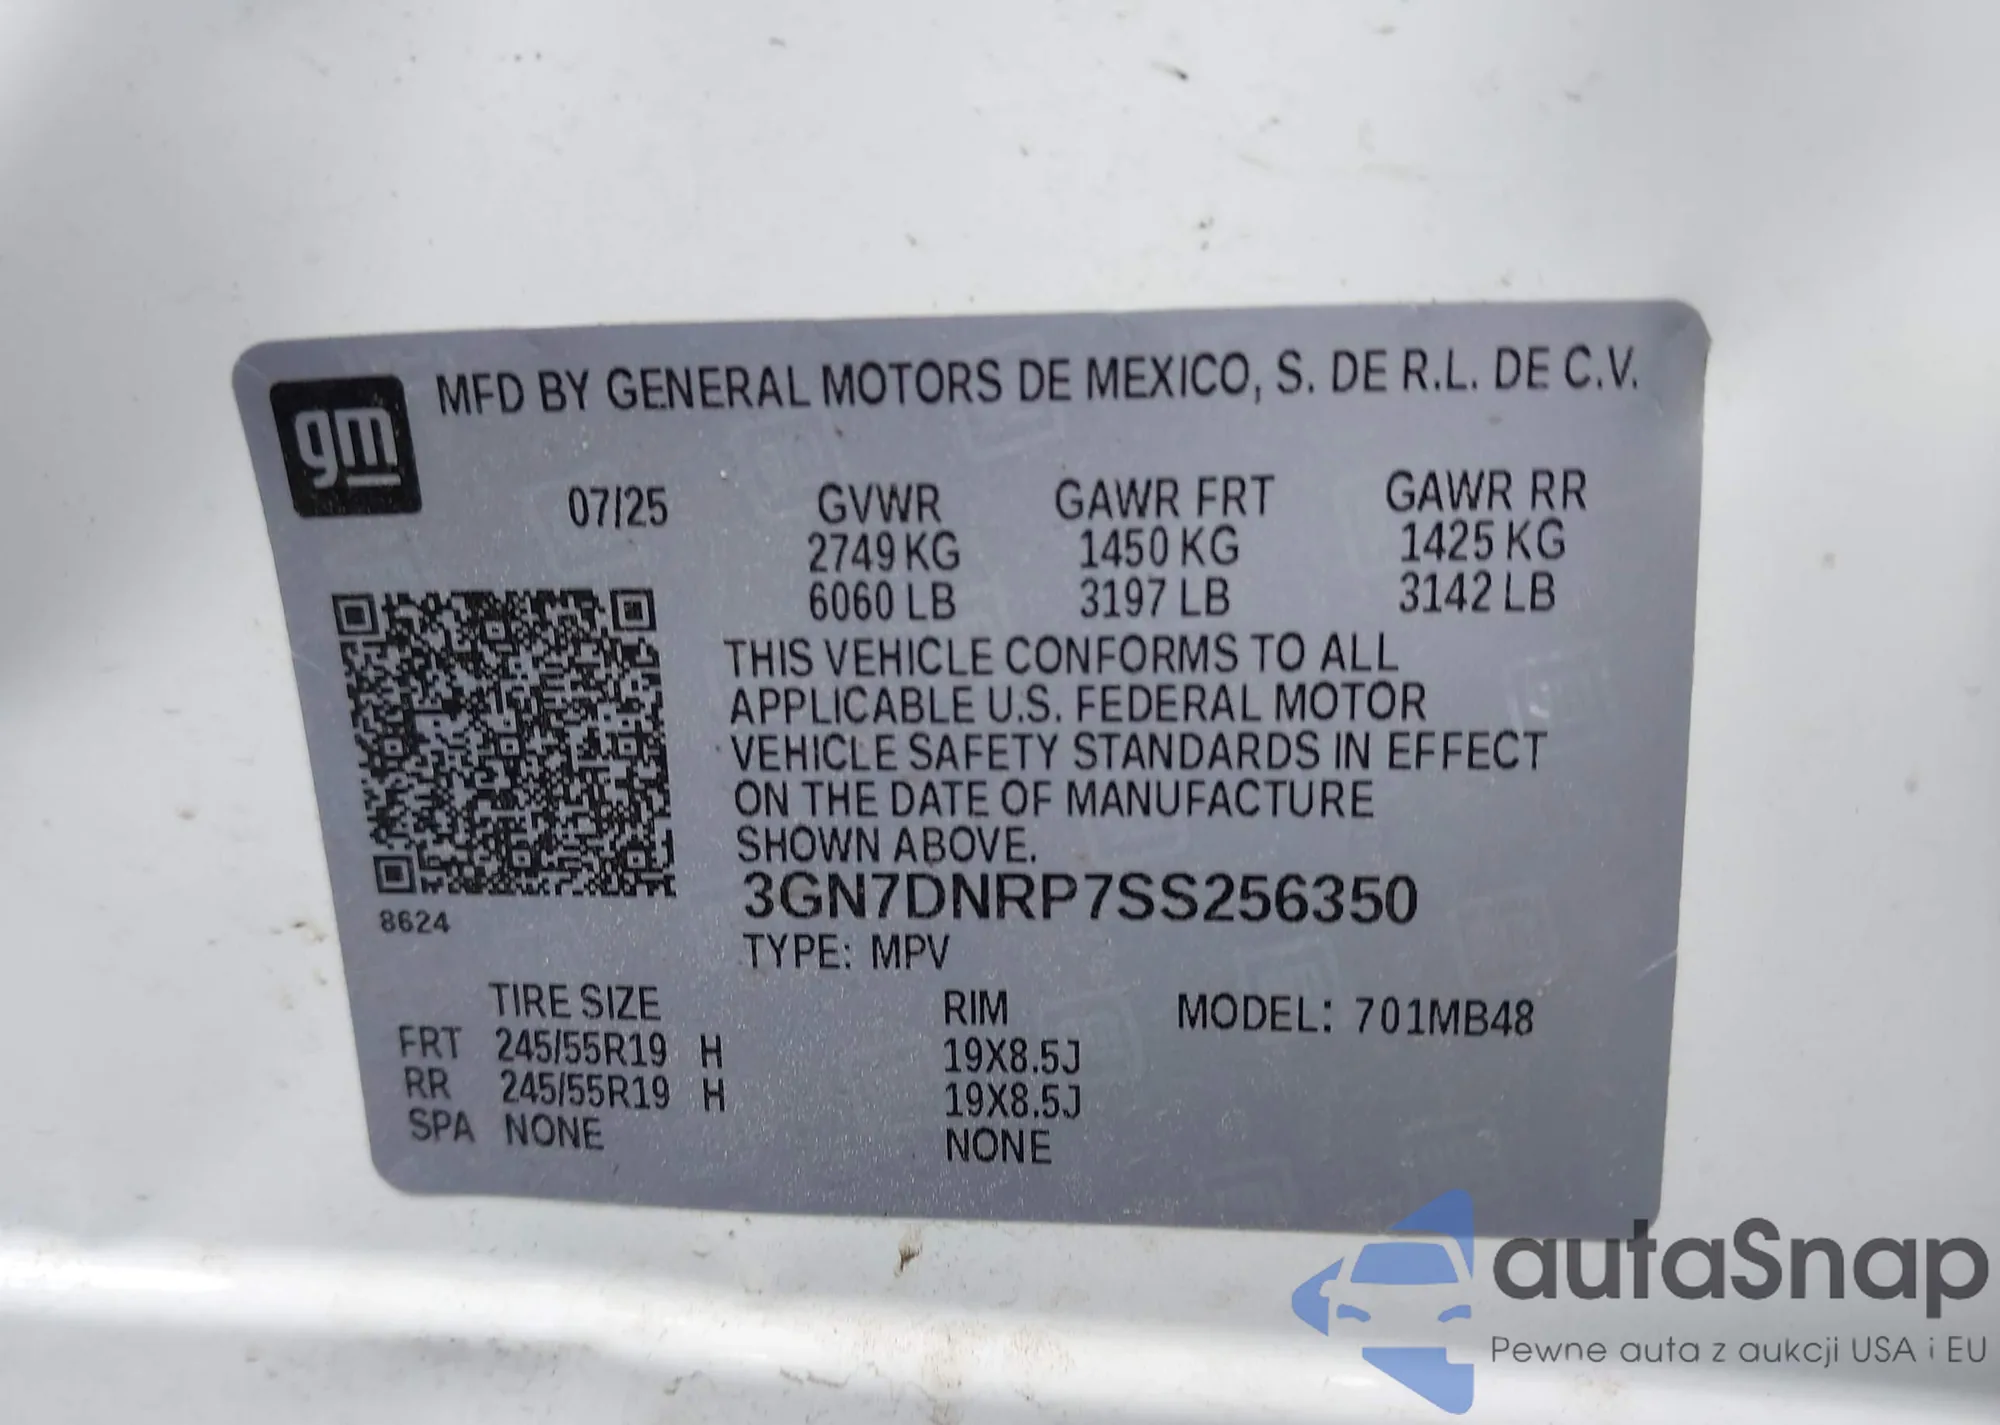 gm
MFD BY GENERAL MOTORS DE MEXICO, S. DE R.L. DE C.V.
07/25 GVWR GAWR FRT GAWR RR
2749 KG 1450 KG 1425 KG
6060 LB 3197 LB 3142 LB
THIS VEHICLE CONFORMS TO ALL
APPLICABLE U.S. FEDERAL MOTOR
VEHICLE SAFETY STANDARDS IN EFFECT
ON THE DATE OF MANUFACTURE
SHOWN ABOVE.
3GN7DNRP7SS256350
8624
TYPE: MPV
TIRE SIZE RIM MODEL: 701MB48
FRT 245/55R19 H 19X8.5J
RR 245/55R19 H 19X8.5J
SPA NONE NONE
autaSnap
Pewne auta z aukcji USA i EU